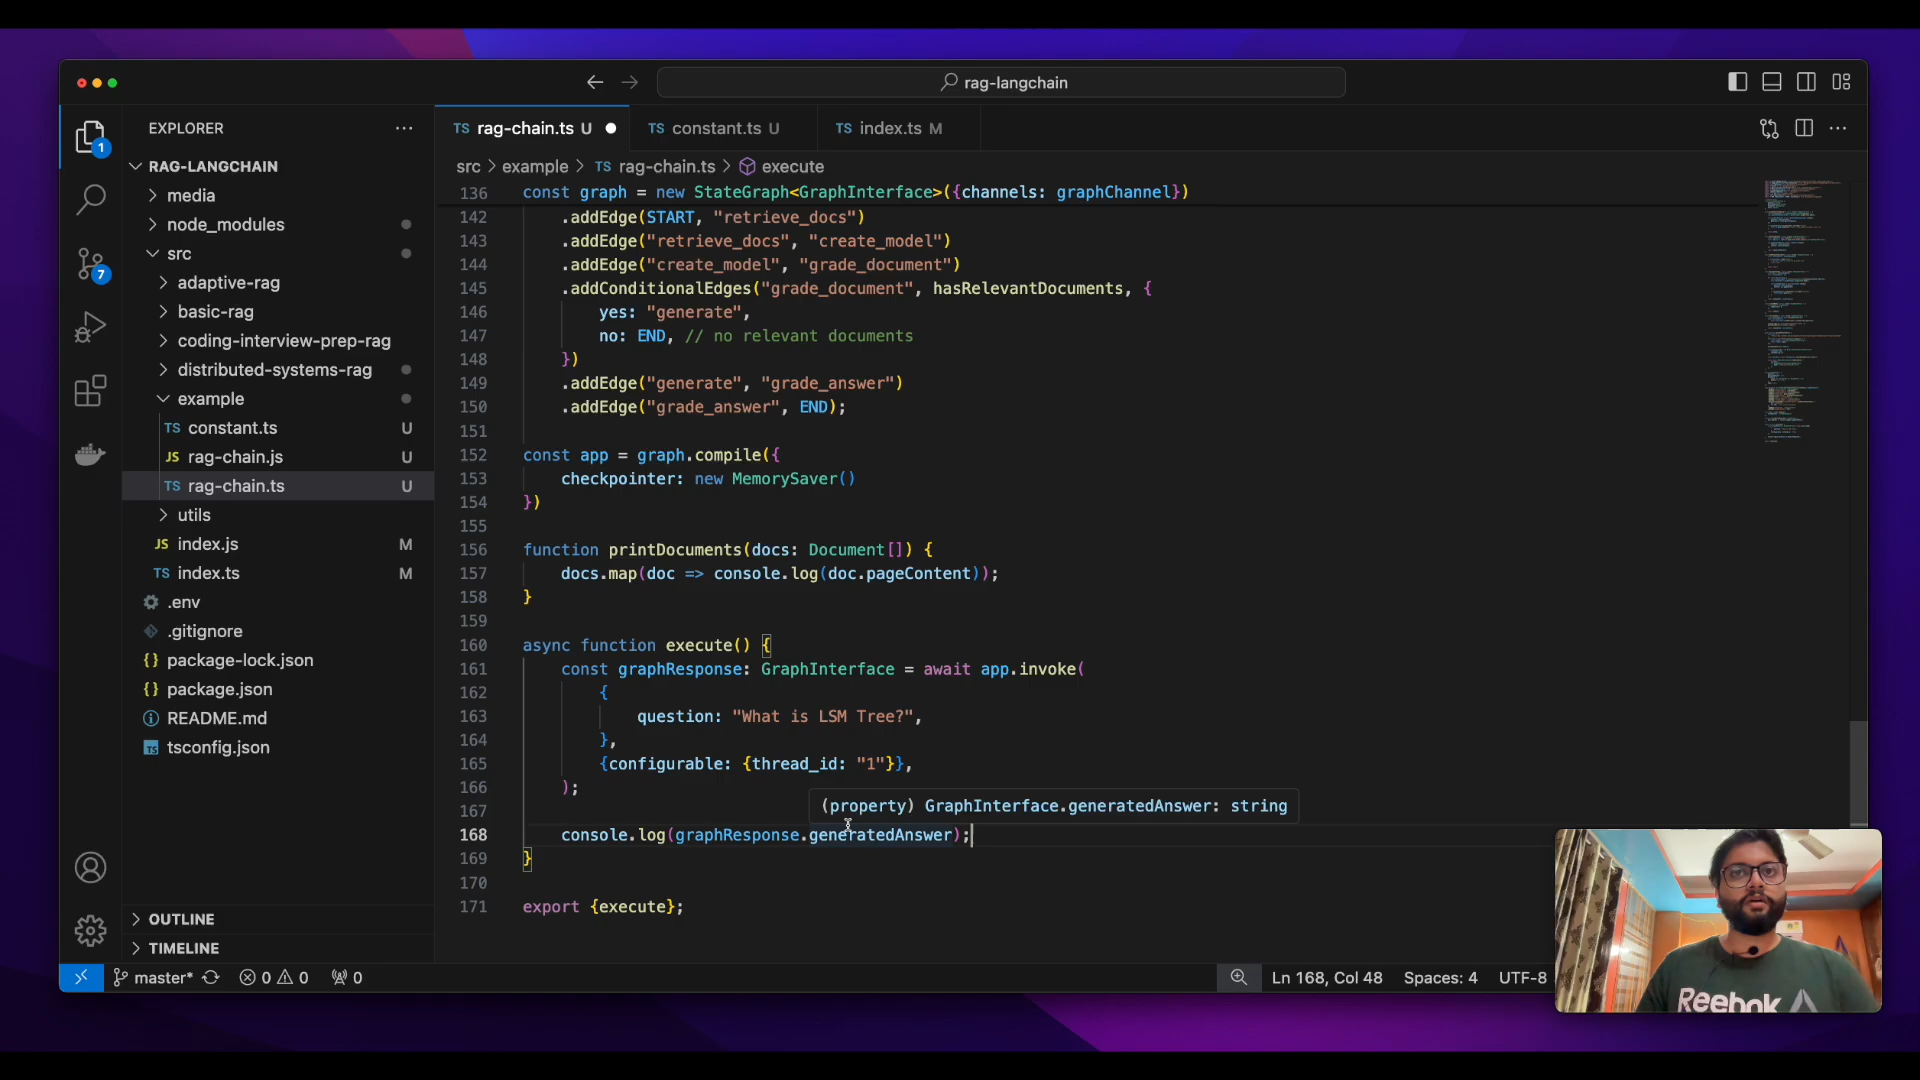 rag-langchain
EXPLORER
RAG-LANGCHAIN
media
node_modules
src
adaptive-rag
basic-rag
coding-interview-prep-rag
distributed-systems-rag
example
TS constant.ts U
JS rag-chain.js U
TS rag-chain.ts U
utils
JS index.js M
TS index.ts M
.env
.gitignore
{} package-lock.json
{} package.json
README.md
TS tsconfig.json
OUTLINE
TIMELINE
1
7
TS rag-chain.ts U
TS constant.ts U
TS index.ts M
src > example > TS rag-chain.ts > execute
136 const graph = new StateGraph<GraphInterface>({channels: graphChannel})
142 .addEdge(START, "retrieve_docs")
143 .addEdge("retrieve_docs", "create_model")
144 .addEdge("create_model", "grade_document")
145 .addConditionalEdges("grade_document", hasRelevantDocuments, {
146 yes: "generate",
147 no: END, // no relevant documents
148 })
149 .addEdge("generate", "grade_answer")
150 .addEdge("grade_answer", END);
151
152 const app = graph.compile({
153 checkpointer: new MemorySaver()
154 })
155
156 function printDocuments(docs: Document[]) {
157 docs.map(doc => console.log(doc.pageContent));
158 }
159
160 async function execute() {
161 const graphResponse: GraphInterface = await app.invoke(
162 {
163 question: "What is LSM Tree?",
164 },
165 {configurable: {thread_id: "1"}},
166 );
167
(property) GraphInterface.generatedAnswer: string
168 console.log(graphResponse.generatedAnswer);
169 }
170
171 export {execute};
master* 0 0 0
Ln 168, Col 48 Spaces: 4 UTF-8
Reebok